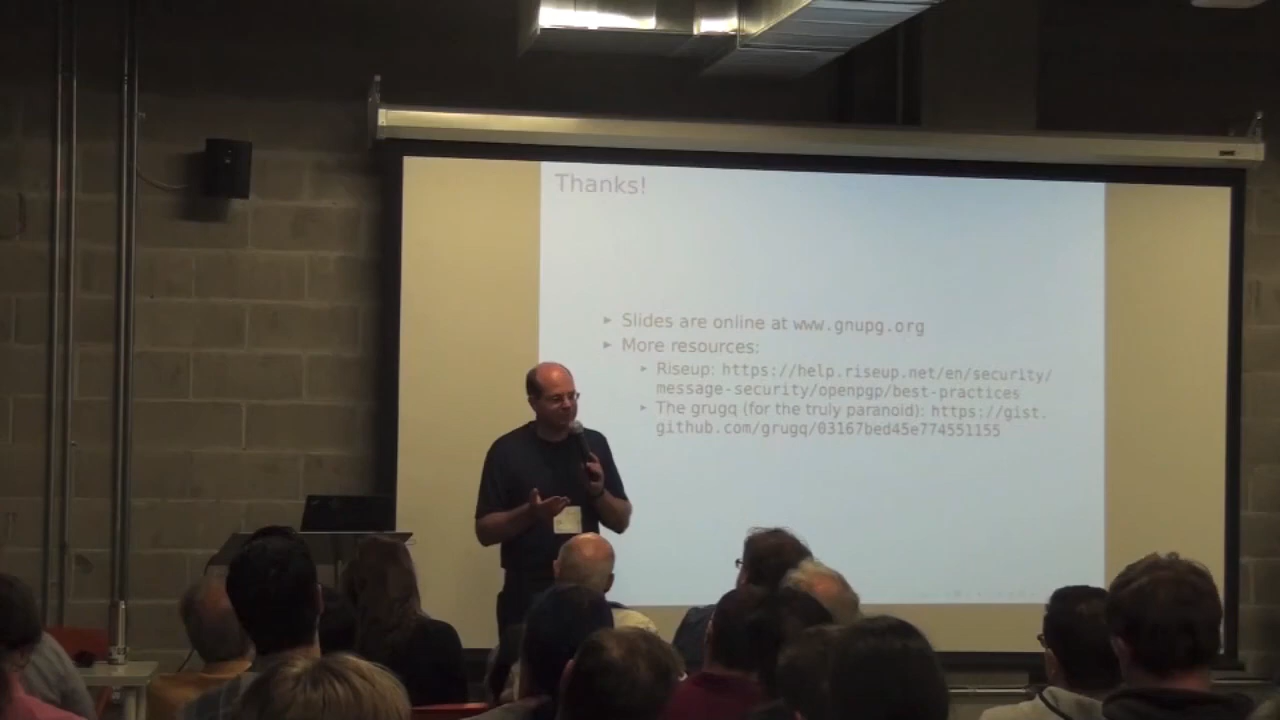 Thanks!
▸ Slides are online at www.gnupg.org
▸ More resources:
▸ Riseup: https://help.riseup.net/en/security/
message-security/openpgp/best-practices
▸ The grugq (for the truly paranoid): https://gist.
github.com/grugq/03167bed45e774551155